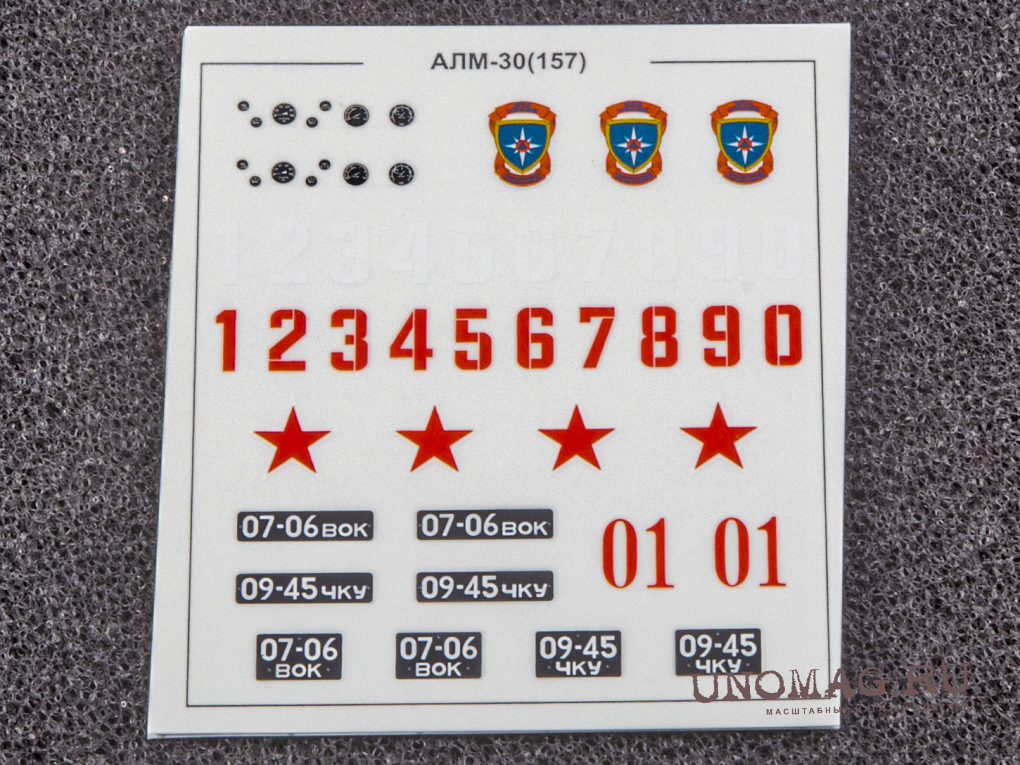 АЛМ-30(157)
1234567890
1234567890
07-06 ВОК 07-06 ВОК
01 01
09-45 ЧКУ 09-45 ЧКУ
07-06 07-06 09-45 09-45
ВОК ВОК ЧКУ ЧКУ
UNOMAG.RU